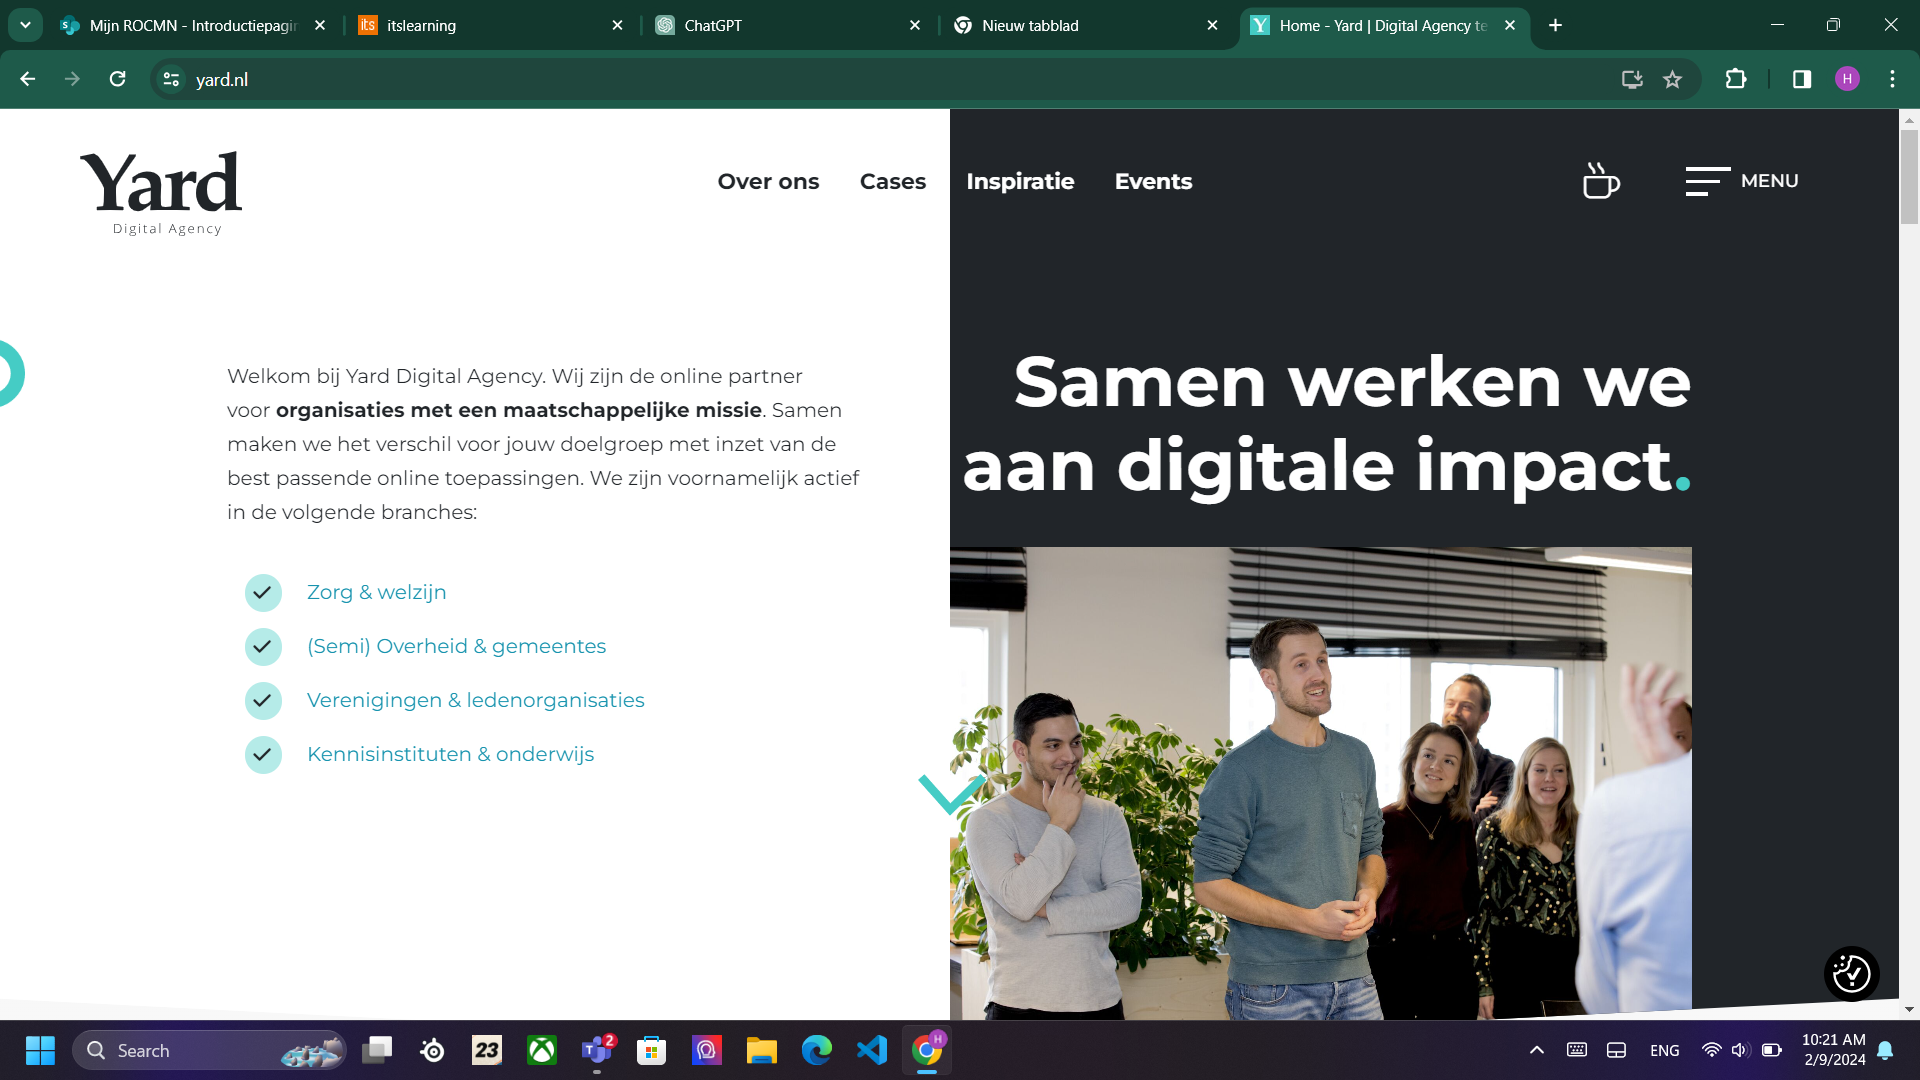 Mijn ROCMN - Introductiepagin
itslearning
ChatGPT
Nieuw tabblad
Home - Yard | Digital Agency te
yard.nl
H
Yard
Digital Agency
Over ons
Cases
Inspiratie
Events
MENU
Welkom bij Yard Digital Agency. Wij zijn de online partner
voor organisaties met een maatschappelijke missie. Samen
maken we het verschil voor jouw doelgroep met inzet van de
best passende online toepassingen. We zijn voornamelijk actief
in de volgende branches:
Zorg & welzijn
(Semi) Overheid & gemeentes
Verenigingen & ledenorganisaties
Kennisinstituten & onderwijs
Samen werken we
aan digitale impact.
Search
23
2
H
ENG
10:21 AM
2/9/2024